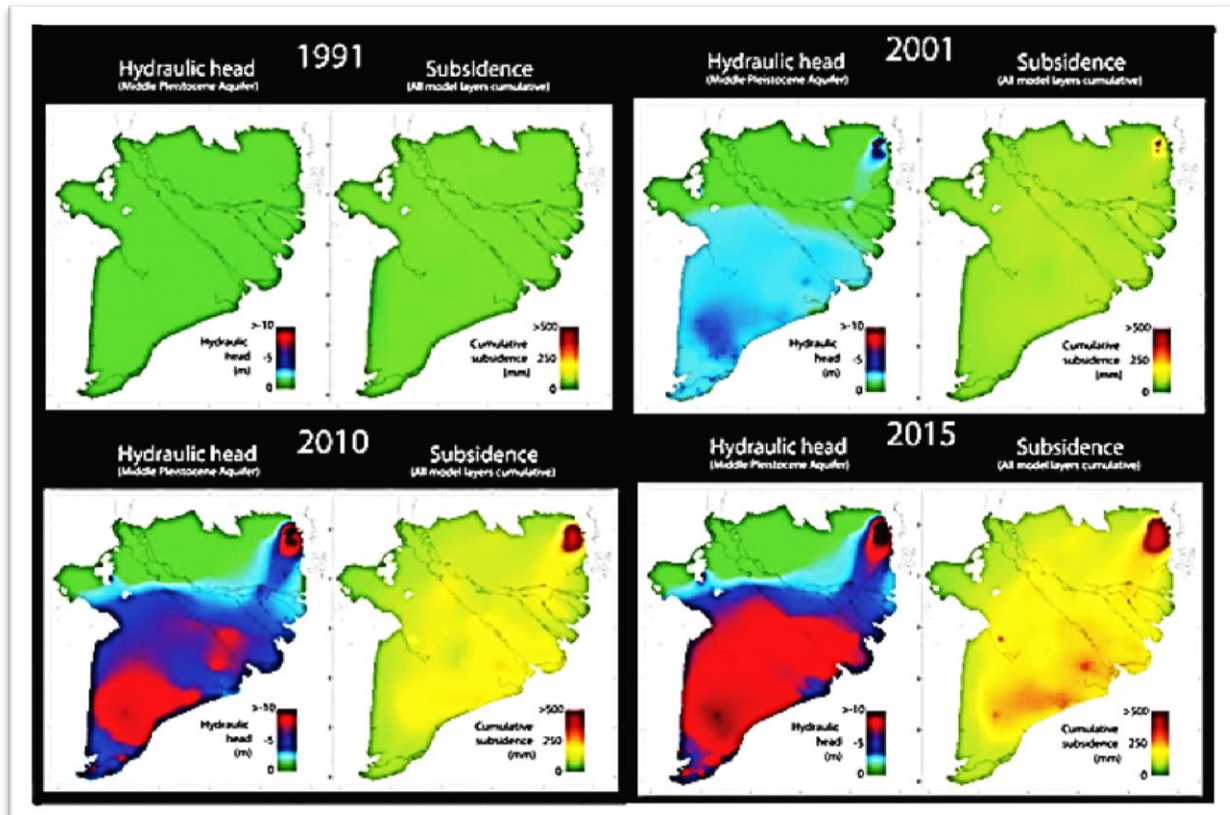 1991
Hydraulic head
(Middle Pleistocene Aquifer)
Subsidence
(All model layers cumulative)
Hydraulic
head
(m)
>-10
-5
0
Cumulative
subsidence
(mm)
>500
250
0
2001
Hydraulic head
(Middle Pleistocene Aquifer)
Subsidence
(All model layers cumulative)
Hydraulic
head
(m)
>-10
-5
0
Cumulative
subsidence
(mm)
>500
250
0
2010
Hydraulic head
(Middle Pleistocene Aquifer)
Subsidence
(All model layers cumulative)
Hydraulic
head
(m)
>-10
-5
0
Cumulative
subsidence
(mm)
>500
250
0
2015
Hydraulic head
(Middle Pleistocene Aquifer)
Subsidence
(All model layers cumulative)
Hydraulic
head
(m)
>-10
-5
0
Cumulative
subsidence
(mm)
>500
250
0